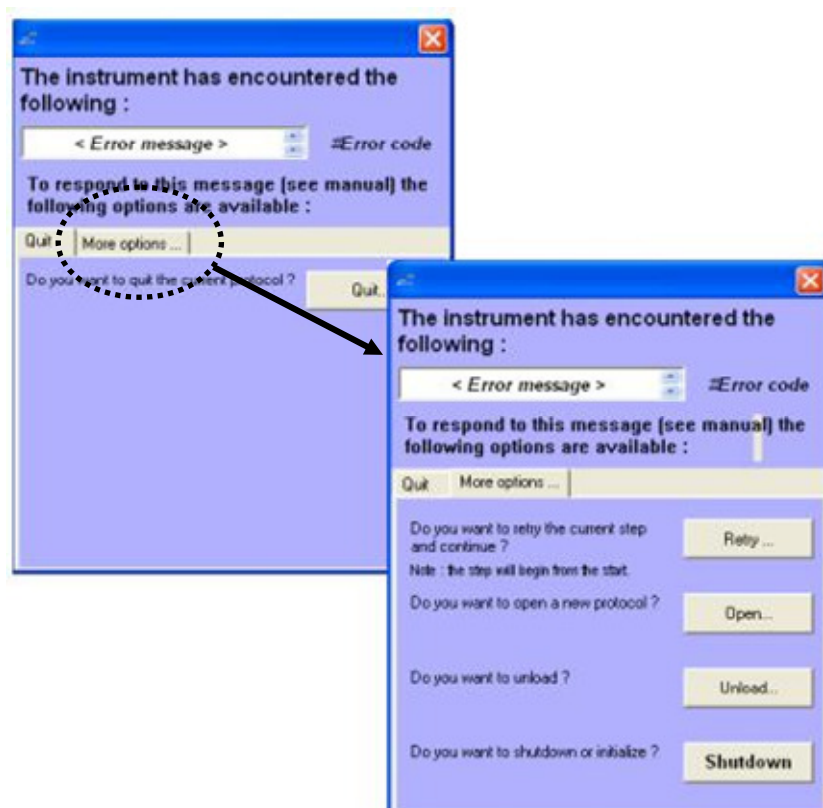 The instrument has encountered the
following :
< Error message >
#Error code
To respond to this message (see manual) the
following options are available :
Quit
More options ...
Do you want to quit the current protocol ?
Quit..
The instrument has encountered the
following :
< Error message >
#Error code
To respond to this message (see manual) the
following options are available :
Quit
More options ...
Do you want to retry the current step
and continue ?
Retry ...
Note : the step will begin from the start.
Do you want to open a new protocol ?
Open...
Do you want to unload ?
Unload...
Do you want to shutdown or initialize ?
Shutdown